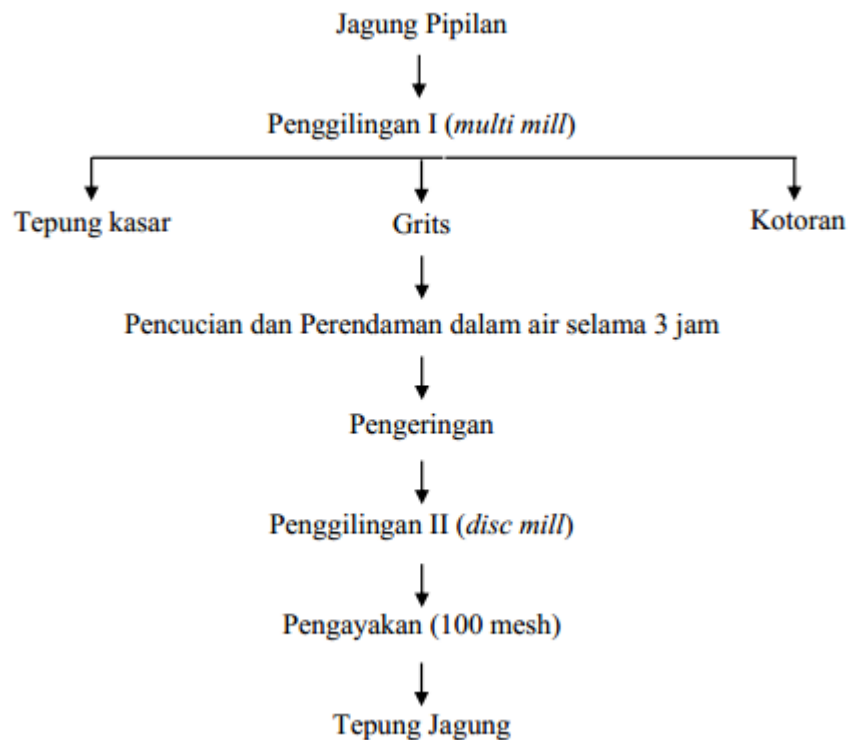 Jagung Pipilan
Penggilingan I (multi mill)
Tepung kasar
Grits
Kotoran
Pencucian dan Perendaman dalam air selama 3 jam
Pengeringan
Penggilingan II (disc mill)
Pengayakan (100 mesh)
Tepung Jagung